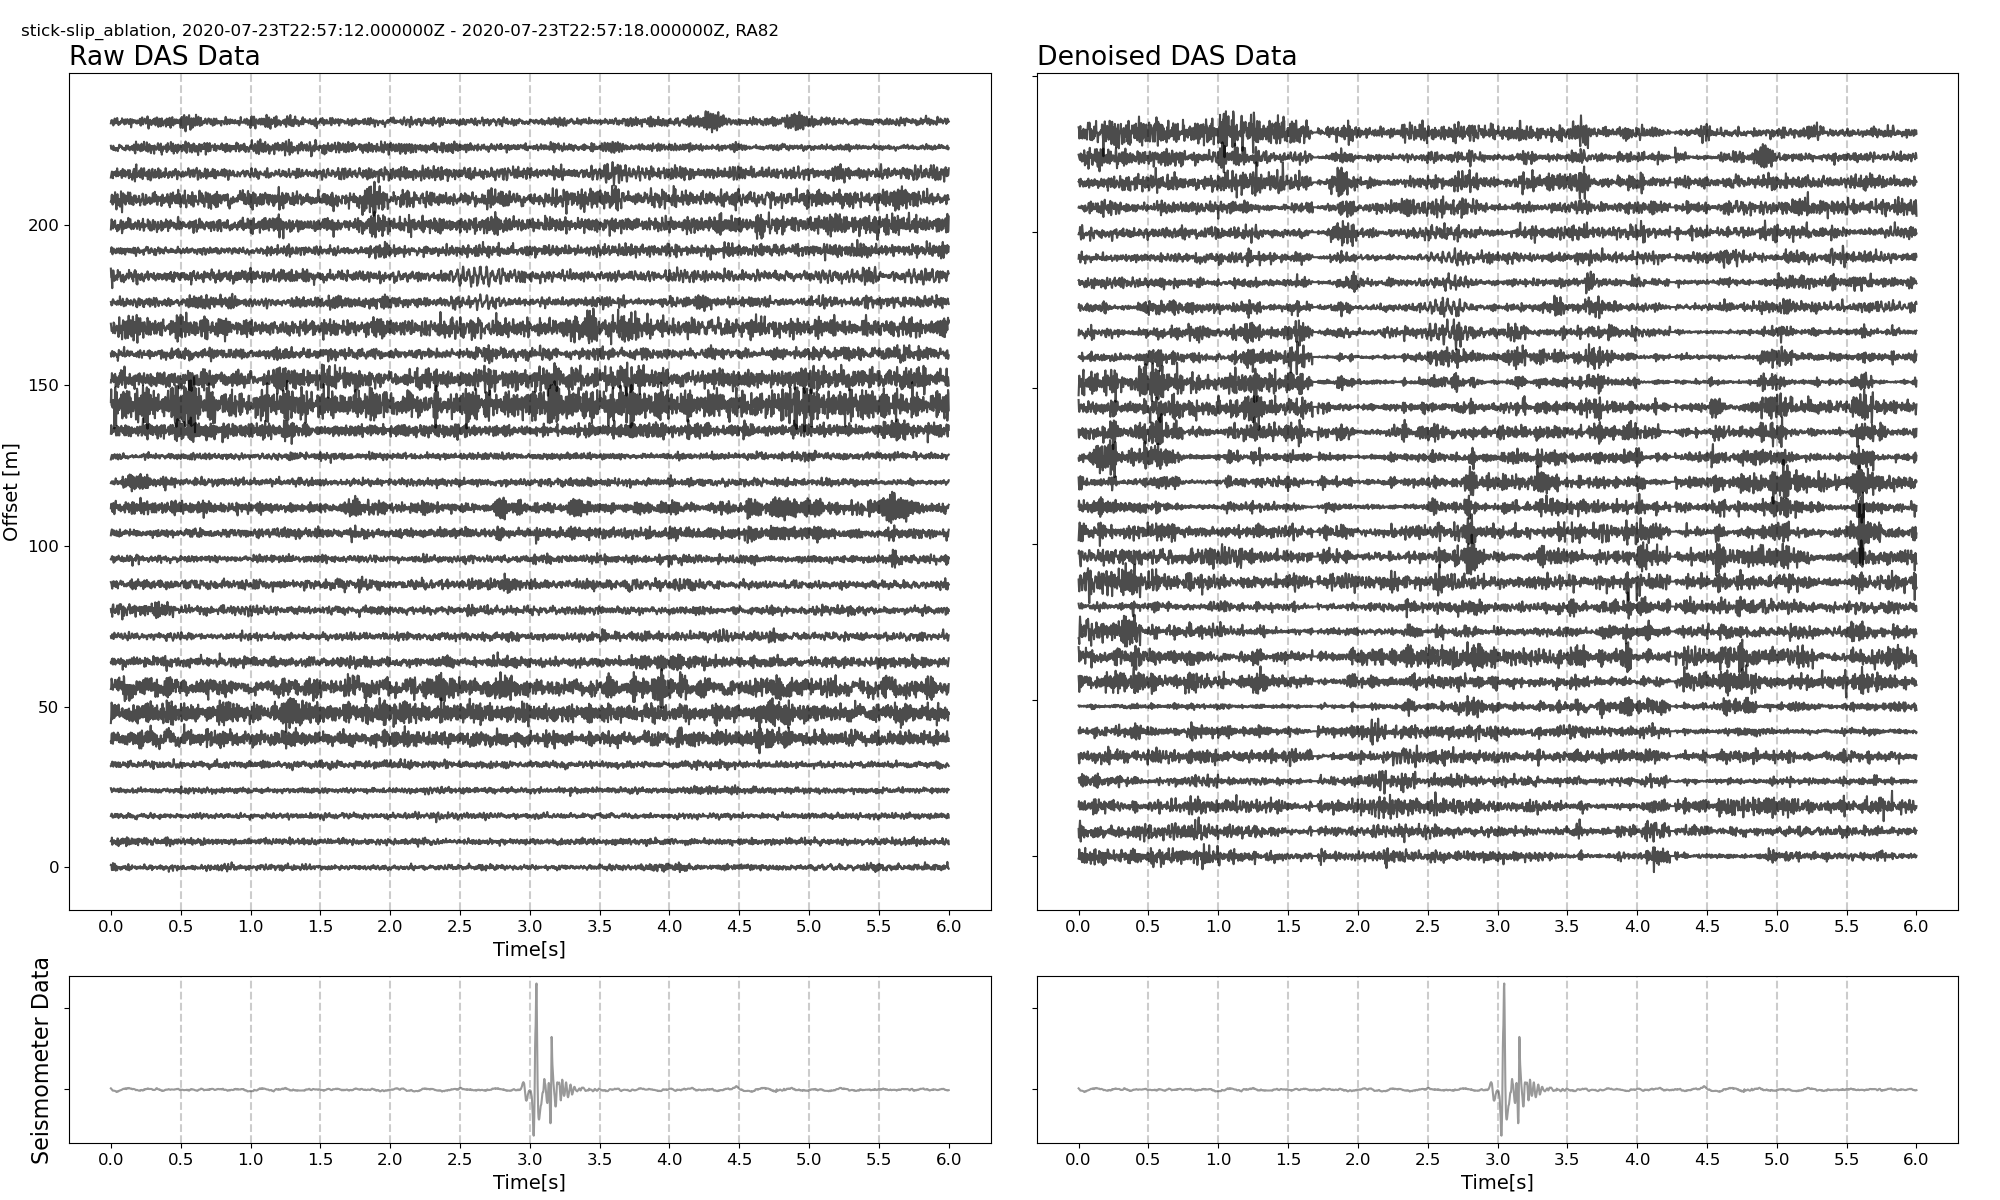 stick-slip_ablation, 2020-07-23T22:57:12.000000Z - 2020-07-23T22:57:18.000000Z, RA82
Raw DAS Data
Denoised DAS Data
Offset [m]
200
150
100
50
0
0.0 0.5 1.0 1.5 2.0 2.5 3.0 3.5 4.0 4.5 5.0 5.5 6.0
Time[s]
0.0 0.5 1.0 1.5 2.0 2.5 3.0 3.5 4.0 4.5 5.0 5.5 6.0
Seismometer Data
0.0 0.5 1.0 1.5 2.0 2.5 3.0 3.5 4.0 4.5 5.0 5.5 6.0
Time[s]
0.0 0.5 1.0 1.5 2.0 2.5 3.0 3.5 4.0 4.5 5.0 5.5 6.0
Time[s]